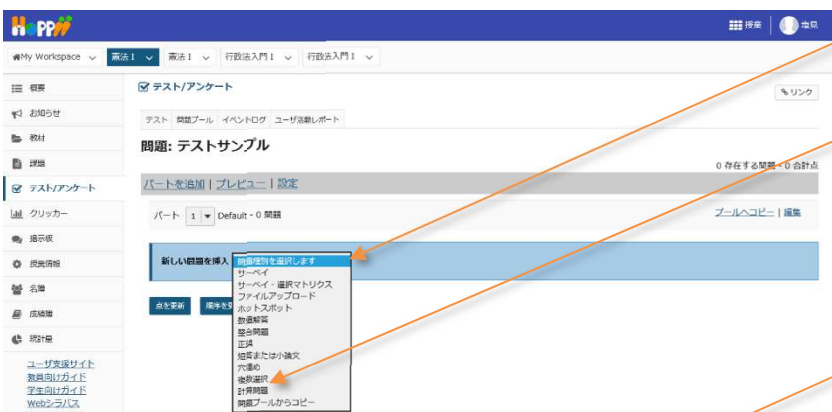 HoPPii
授業
塩見
My Workspace
憲法1
憲法1
行政法入門1
行政法入門1
概要
お知らせ
教材
課題
テスト/アンケート
クリッカー
掲示板
授業情報
名簿
成績簿
統計量
ユーザ支援サイト
教員向けガイド
学生向けガイド
Webシラバス
テスト/アンケート
リンク
テスト 問題プール イベントログ ユーザ活動レポート
問題: テストサンプル
0 存在する問題 - 0 合計点
パートを追加 | プレビュー | 設定
パート 1 Default - 0 問題
プールへコピー | 編集
新しい問題を挿入
問題種別を選択します
サーベイ
サーベイ・選択マトリクス
ファイルアップロード
ホットスポット
数値解答
整合問題
正誤
短答または小論文
穴埋め
複数選択
計算問題
問題プールからコピー
点を更新
順序を